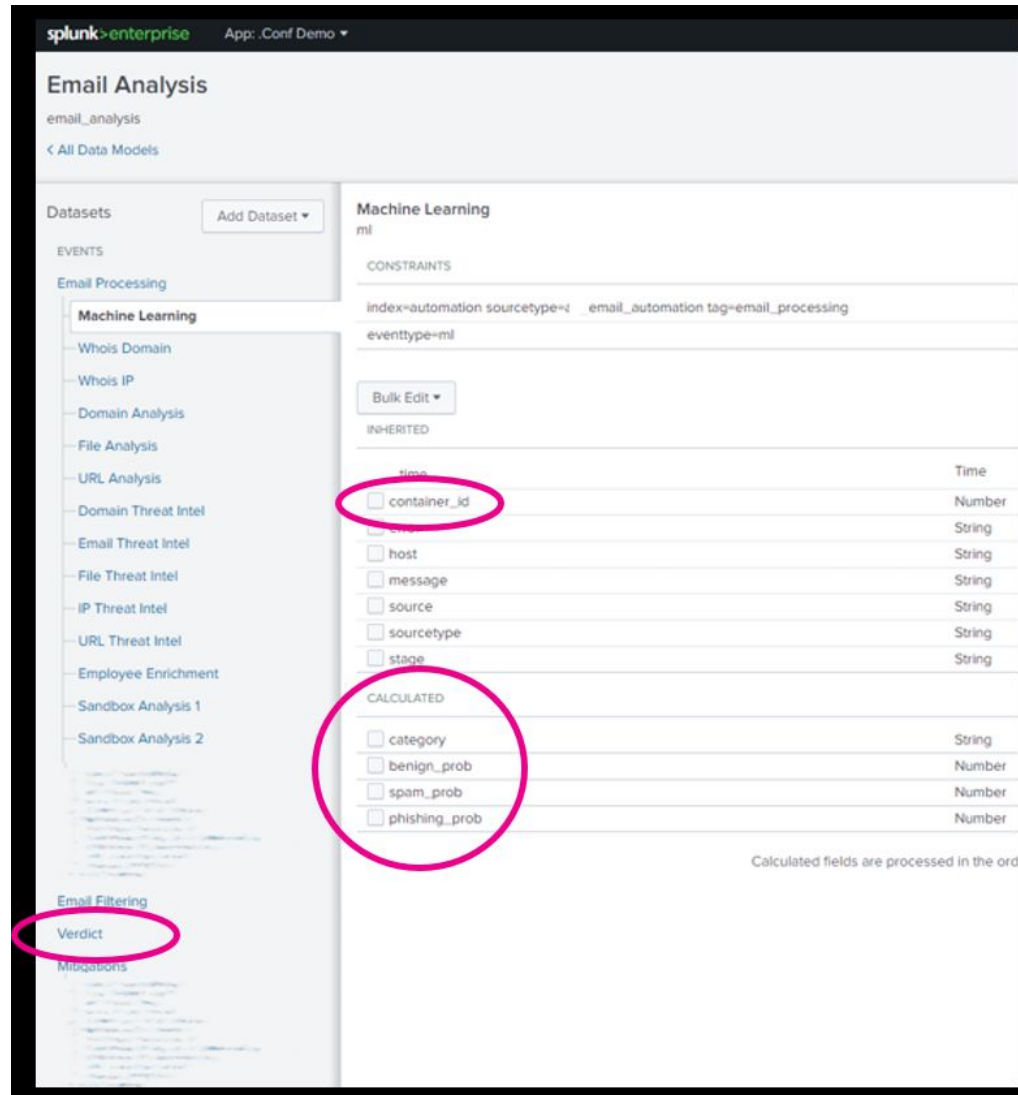 splunk>enterprise App: .Conf Demo
Email Analysis
email_analysis
< All Data Models
Datasets
Add Dataset
EVENTS
Email Processing
Machine Learning
Whois Domain
Whois IP
Domain Analysis
File Analysis
URL Analysis
Domain Threat Intel
Email Threat Intel
File Threat Intel
IP Threat Intel
URL Threat Intel
Employee Enrichment
Sandbox Analysis 1
Sandbox Analysis 2
Email Filtering
Verdict
Mitigations
Machine Learning
ml
CONSTRAINTS
index=automation sourcetype= _email_automation tag=email_processing
eventtype=ml
Bulk Edit
INHERITED
_time Time
container_id Number
String
host String
message String
source String
sourcetype String
stage String
CALCULATED
category String
benign_prob Number
spam_prob Number
phishing_prob Number
Calculated fields are processed in the ord